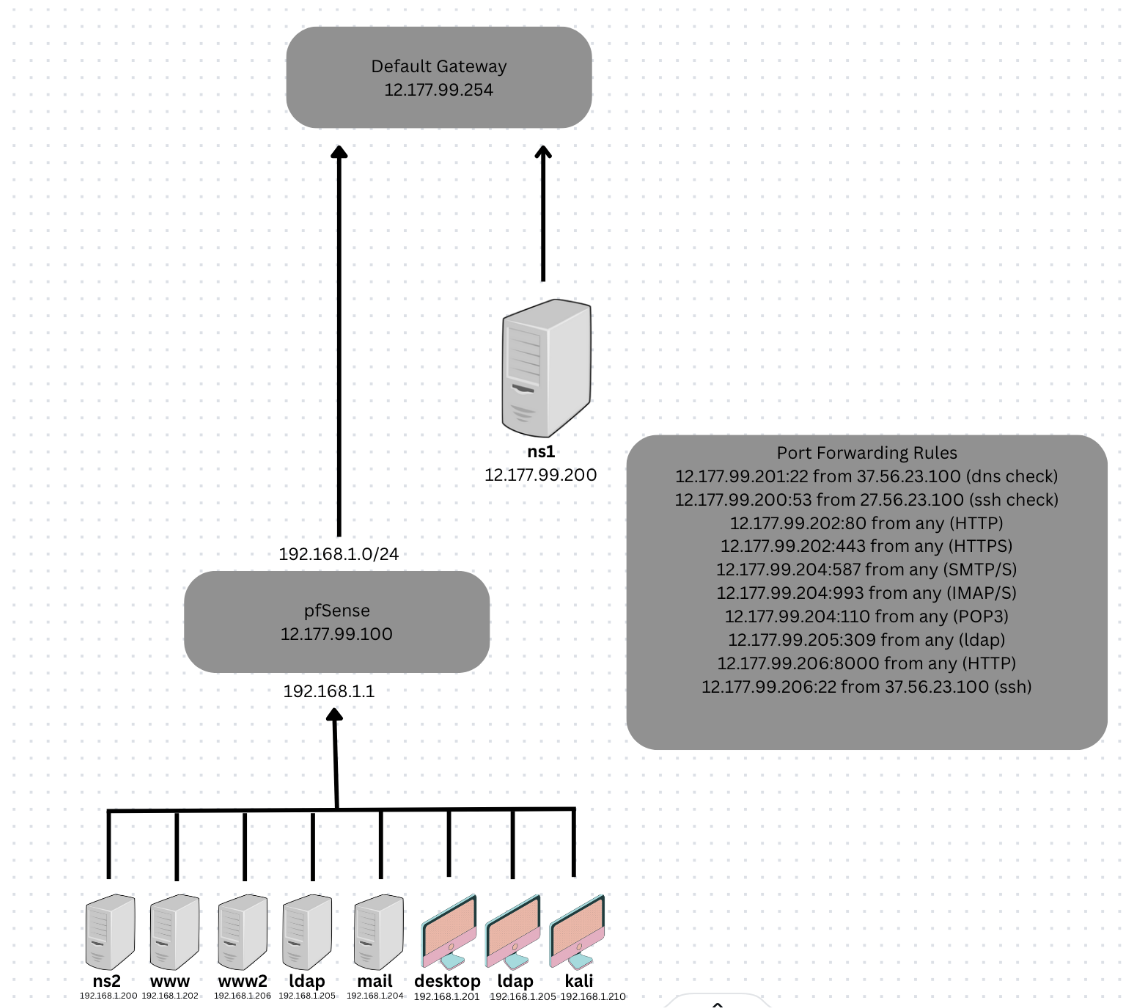 Default Gateway
12.177.99.254
ns1
12.177.99.200
Port Forwarding Rules
12.177.99.201:22 from 37.56.23.100 (dns check)
12.177.99.200:53 from 27.56.23.100 (ssh check)
12.177.99.202:80 from any (HTTP)
12.177.99.202:443 from any (HTTPS)
12.177.99.204:587 from any (SMTP/S)
12.177.99.204:993 from any (IMAP/S)
12.177.99.204:110 from any (POP3)
12.177.99.205:309 from any (ldap)
12.177.99.206:8000 from any (HTTP)
12.177.99.206:22 from 37.56.23.100 (ssh)
192.168.1.0/24
pfSense
12.177.99.100
192.168.1.1
ns2 www www2 ldap mail desktop ldap kali
192.168.1.200 192.168.1.202 192.168.1.206 192.168.1.205 192.168.1.204 192.168.1.201 192.168.1.205 192.168.1.210